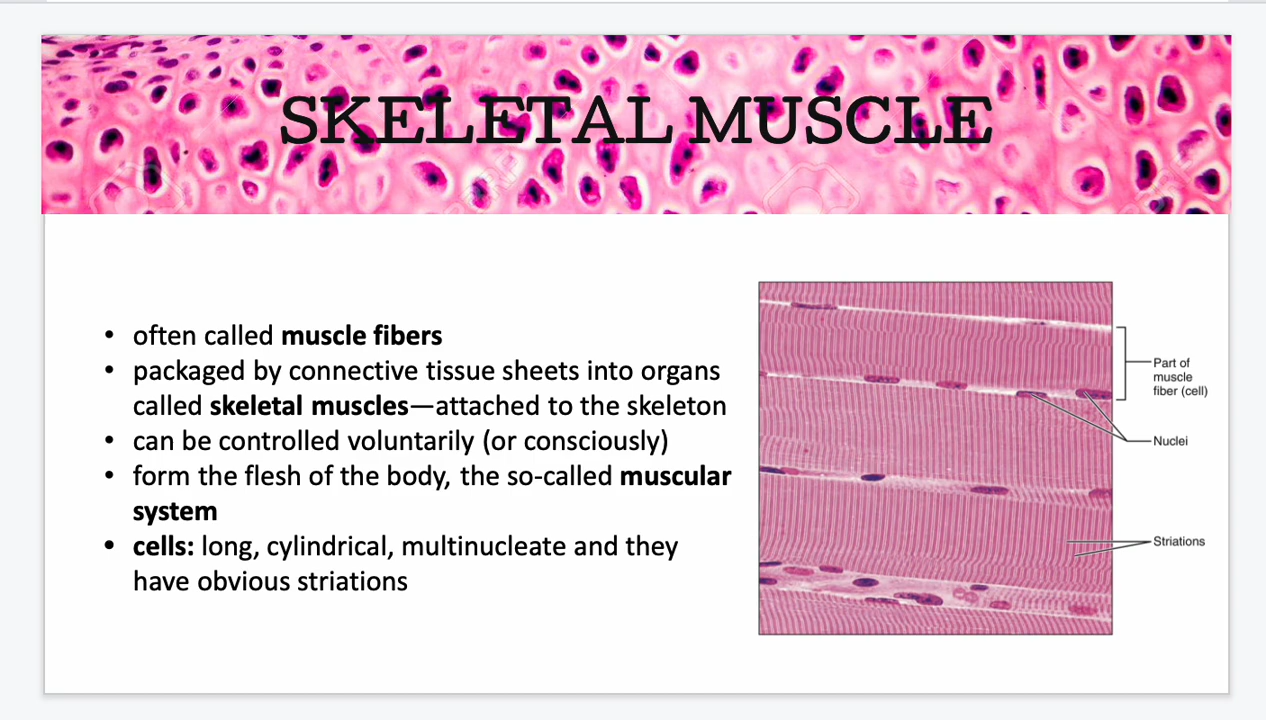 SKELETAL MUSCLE
• often called muscle fibers
• packaged by connective tissue sheets into organs
called skeletal muscles—attached to the skeleton
• can be controlled voluntarily (or consciously)
• form the flesh of the body, the so-called muscular
system
• cells: long, cylindrical, multinucleate and they
have obvious striations
Part of
muscle
fiber (cell)
Nuclei
Striations